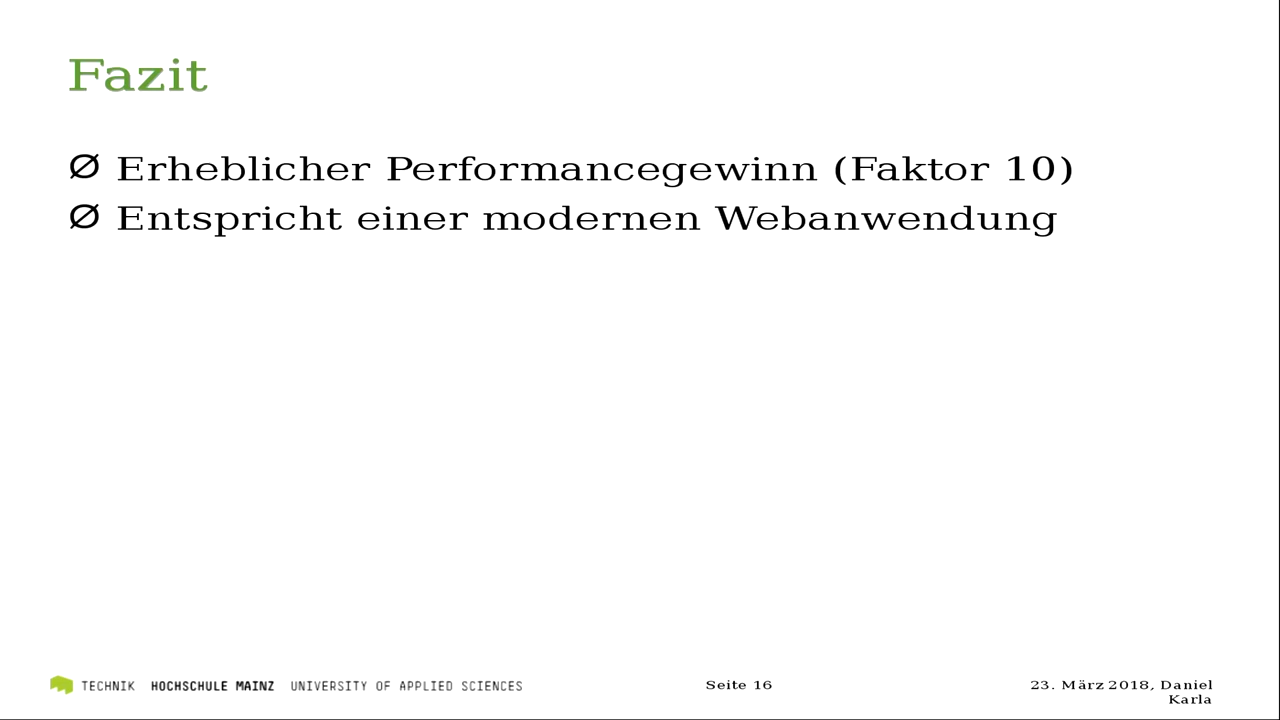 Fazit
Ø Erheblicher Performancegewinn (Faktor 10)
Ø Entspricht einer modernen Webanwendung
TECHNIK HOCHSCHULE MAINZ UNIVERSITY OF APPLIED SCIENCES
Seite 16
23. März 2018, Daniel
Karla